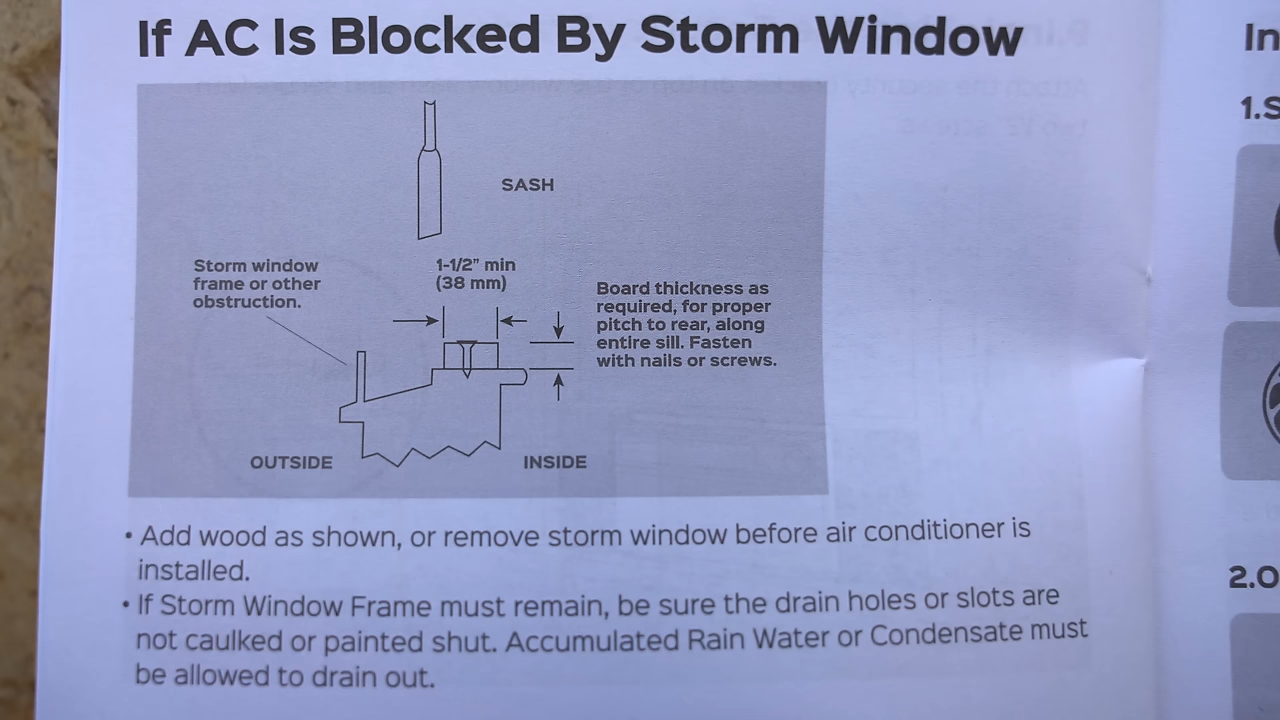 If AC Is Blocked By Storm Window
SASH
Storm window
frame or other
obstruction.
1-1/2” min
(38 mm)
Board thickness as
required, for proper
pitch to rear, along
entire sill. Fasten
with nails or screws.
OUTSIDE
INSIDE
• Add wood as shown, or remove storm window before air conditioner is
installed.
• If Storm Window Frame must remain, be sure the drain holes or slots are
not caulked or painted shut. Accumulated Rain Water or Condensate must
be allowed to drain out.
In
1.S
2.O